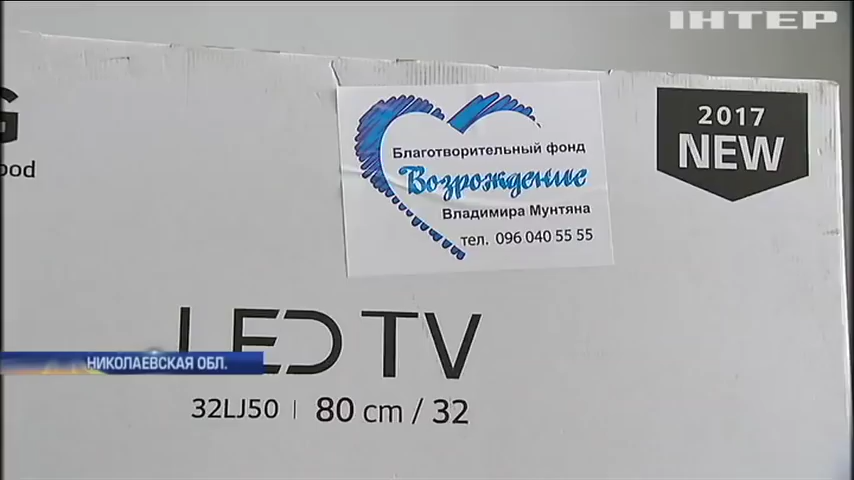 ІНТЕР
G
ood
Благотворительный фонд
Возрождение
Владимира Мунтяна
тел. 096 040 55 55
2017
NEW
LED TV
НИКОЛАЕВСКАЯ ОБЛ.
32LJ50 | 80 cm / 32